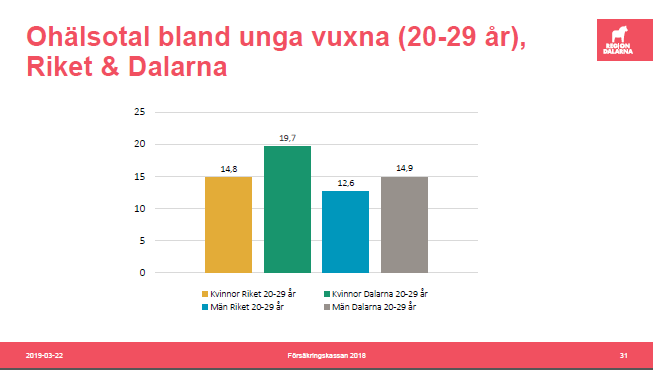 Ohälsotal bland unga vuxna (20-29 år),
Riket & Dalarna
REGION
DALARNA
25
20
15
10
5
0
14,8
19,7
12,6
14,9
Kvinnor Riket 20-29 år
Kvinnor Dalarna 20-29 år
Män Riket 20-29 år
Män Dalarna 20-29 år
2019-03-22
Försäkringskassan 2018
31